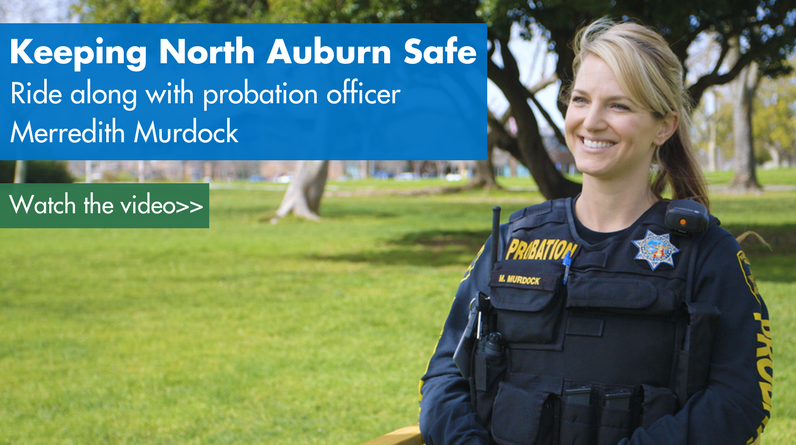 Keeping North Auburn Safe
Ride along with probation officer
Merredith Murdock
Watch the video>>
PROBATION
M. MURDOCK